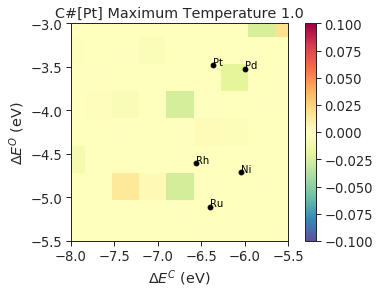 C#[Pt] Maximum Temperature 1.0
−3.0
−3.5
−4.0
−4.5
−5.0
−5.5
ΔE^O (eV)
Pt
Pd
Rh
Ni
Ru
−8.0 −7.5 −7.0 −6.5 −6.0 −5.5
ΔE^C (eV)
0.100
0.075
0.050
0.025
0.000
−0.025
−0.050
−0.075
−0.100